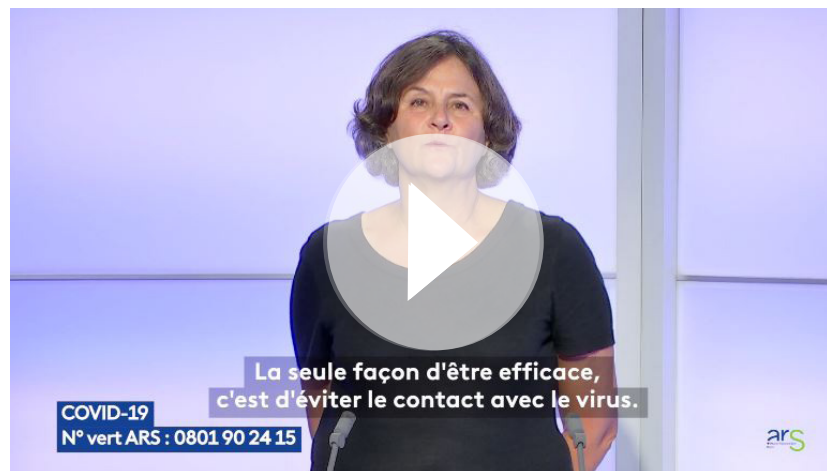 La seule façon d'être efficace,
c'est d'éviter le contact avec le virus.
COVID-19
N° vert ARS : 0801 90 24 15
ars